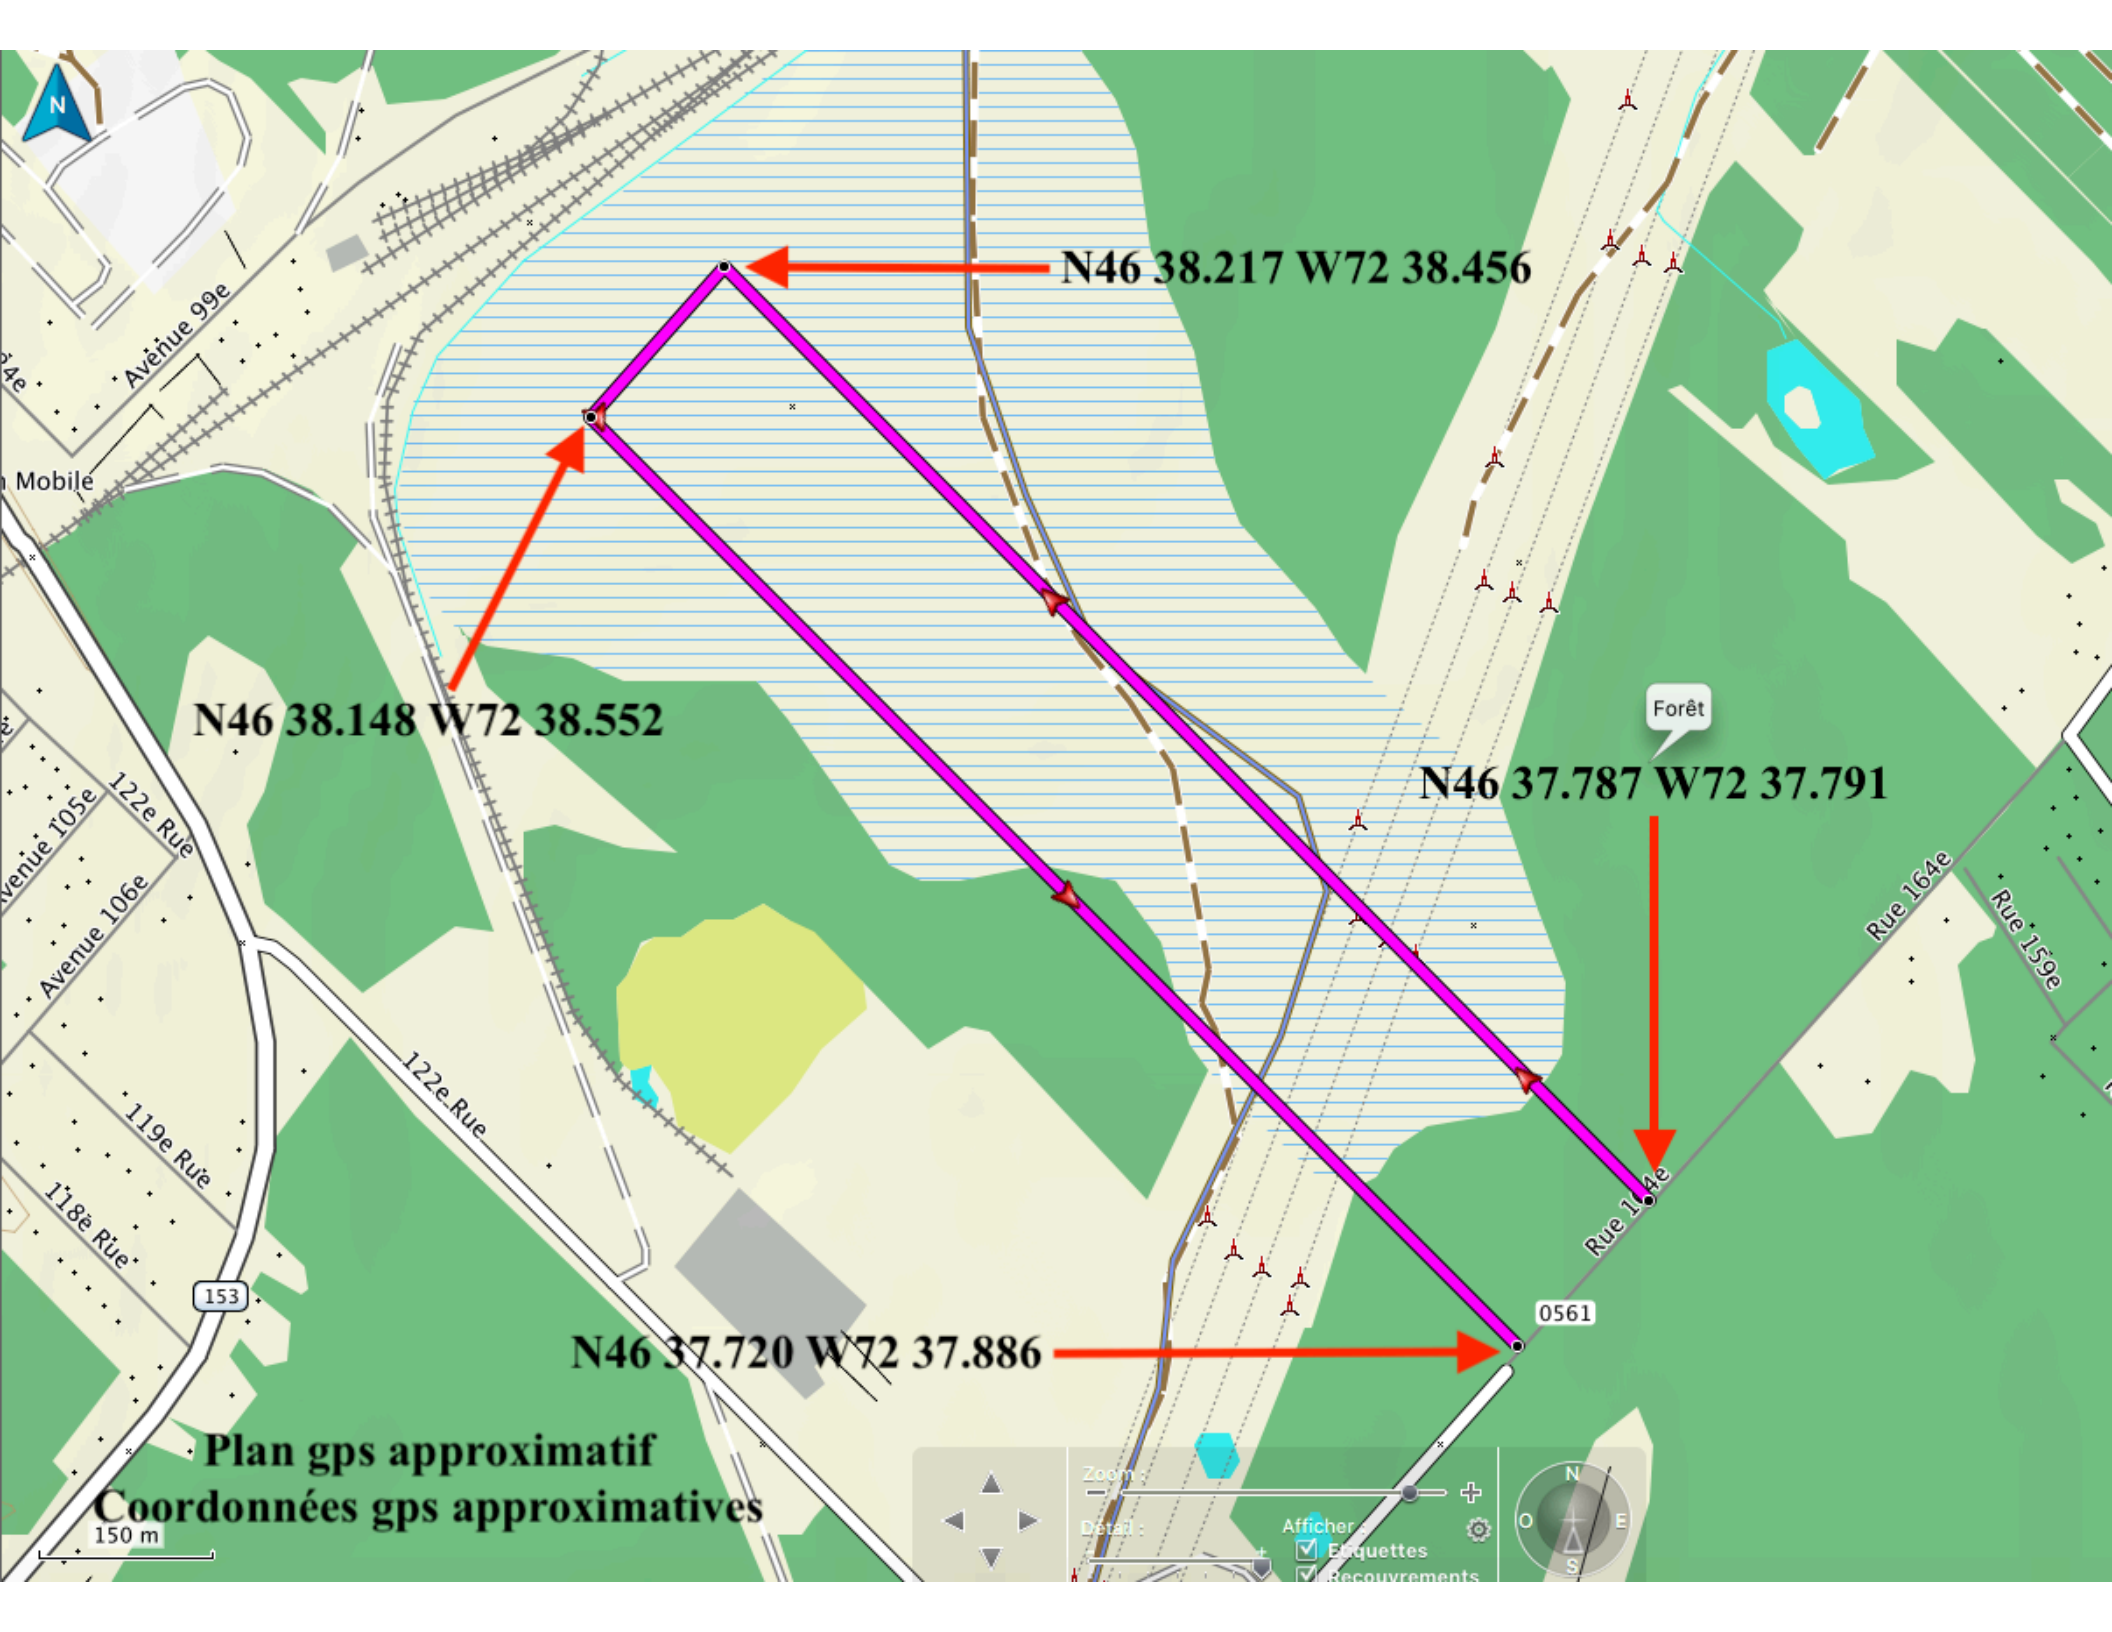 N
Avenue 99e
N46 38.217 W72 38.456
Mobile
N46 38.148 W72 38.552
Forêt
N46 37.787 W72 37.791
122e Rue
Avenue 105e
Avenue 106e
Rue 164e
Rue 159e
122e Rue
119e Rue
118e Rue
Rue 164e
153
0561
N46 37.720 W72 37.886
Plan gps approximatif
Coordonnées gps approximatives
150 m
Zoom :
Détail :
Afficher :
Etiquettes
Recouvrements
N
O
E
S